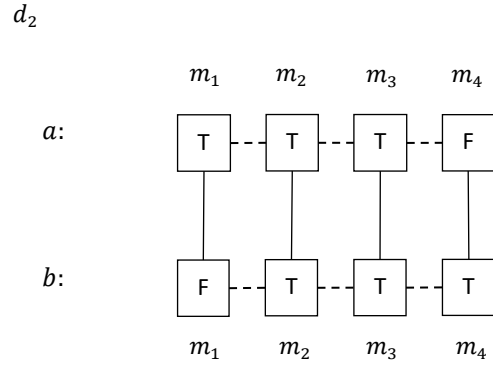 d₂
m₁ m₂ m₃ m₄
a: T T T F
b: F T T T
m₁ m₂ m₃ m₄